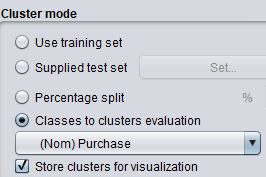 Cluster mode
Use training set
Supplied test set Set...
Percentage split %
Classes to clusters evaluation
(Nom) Purchase
Store clusters for visualization